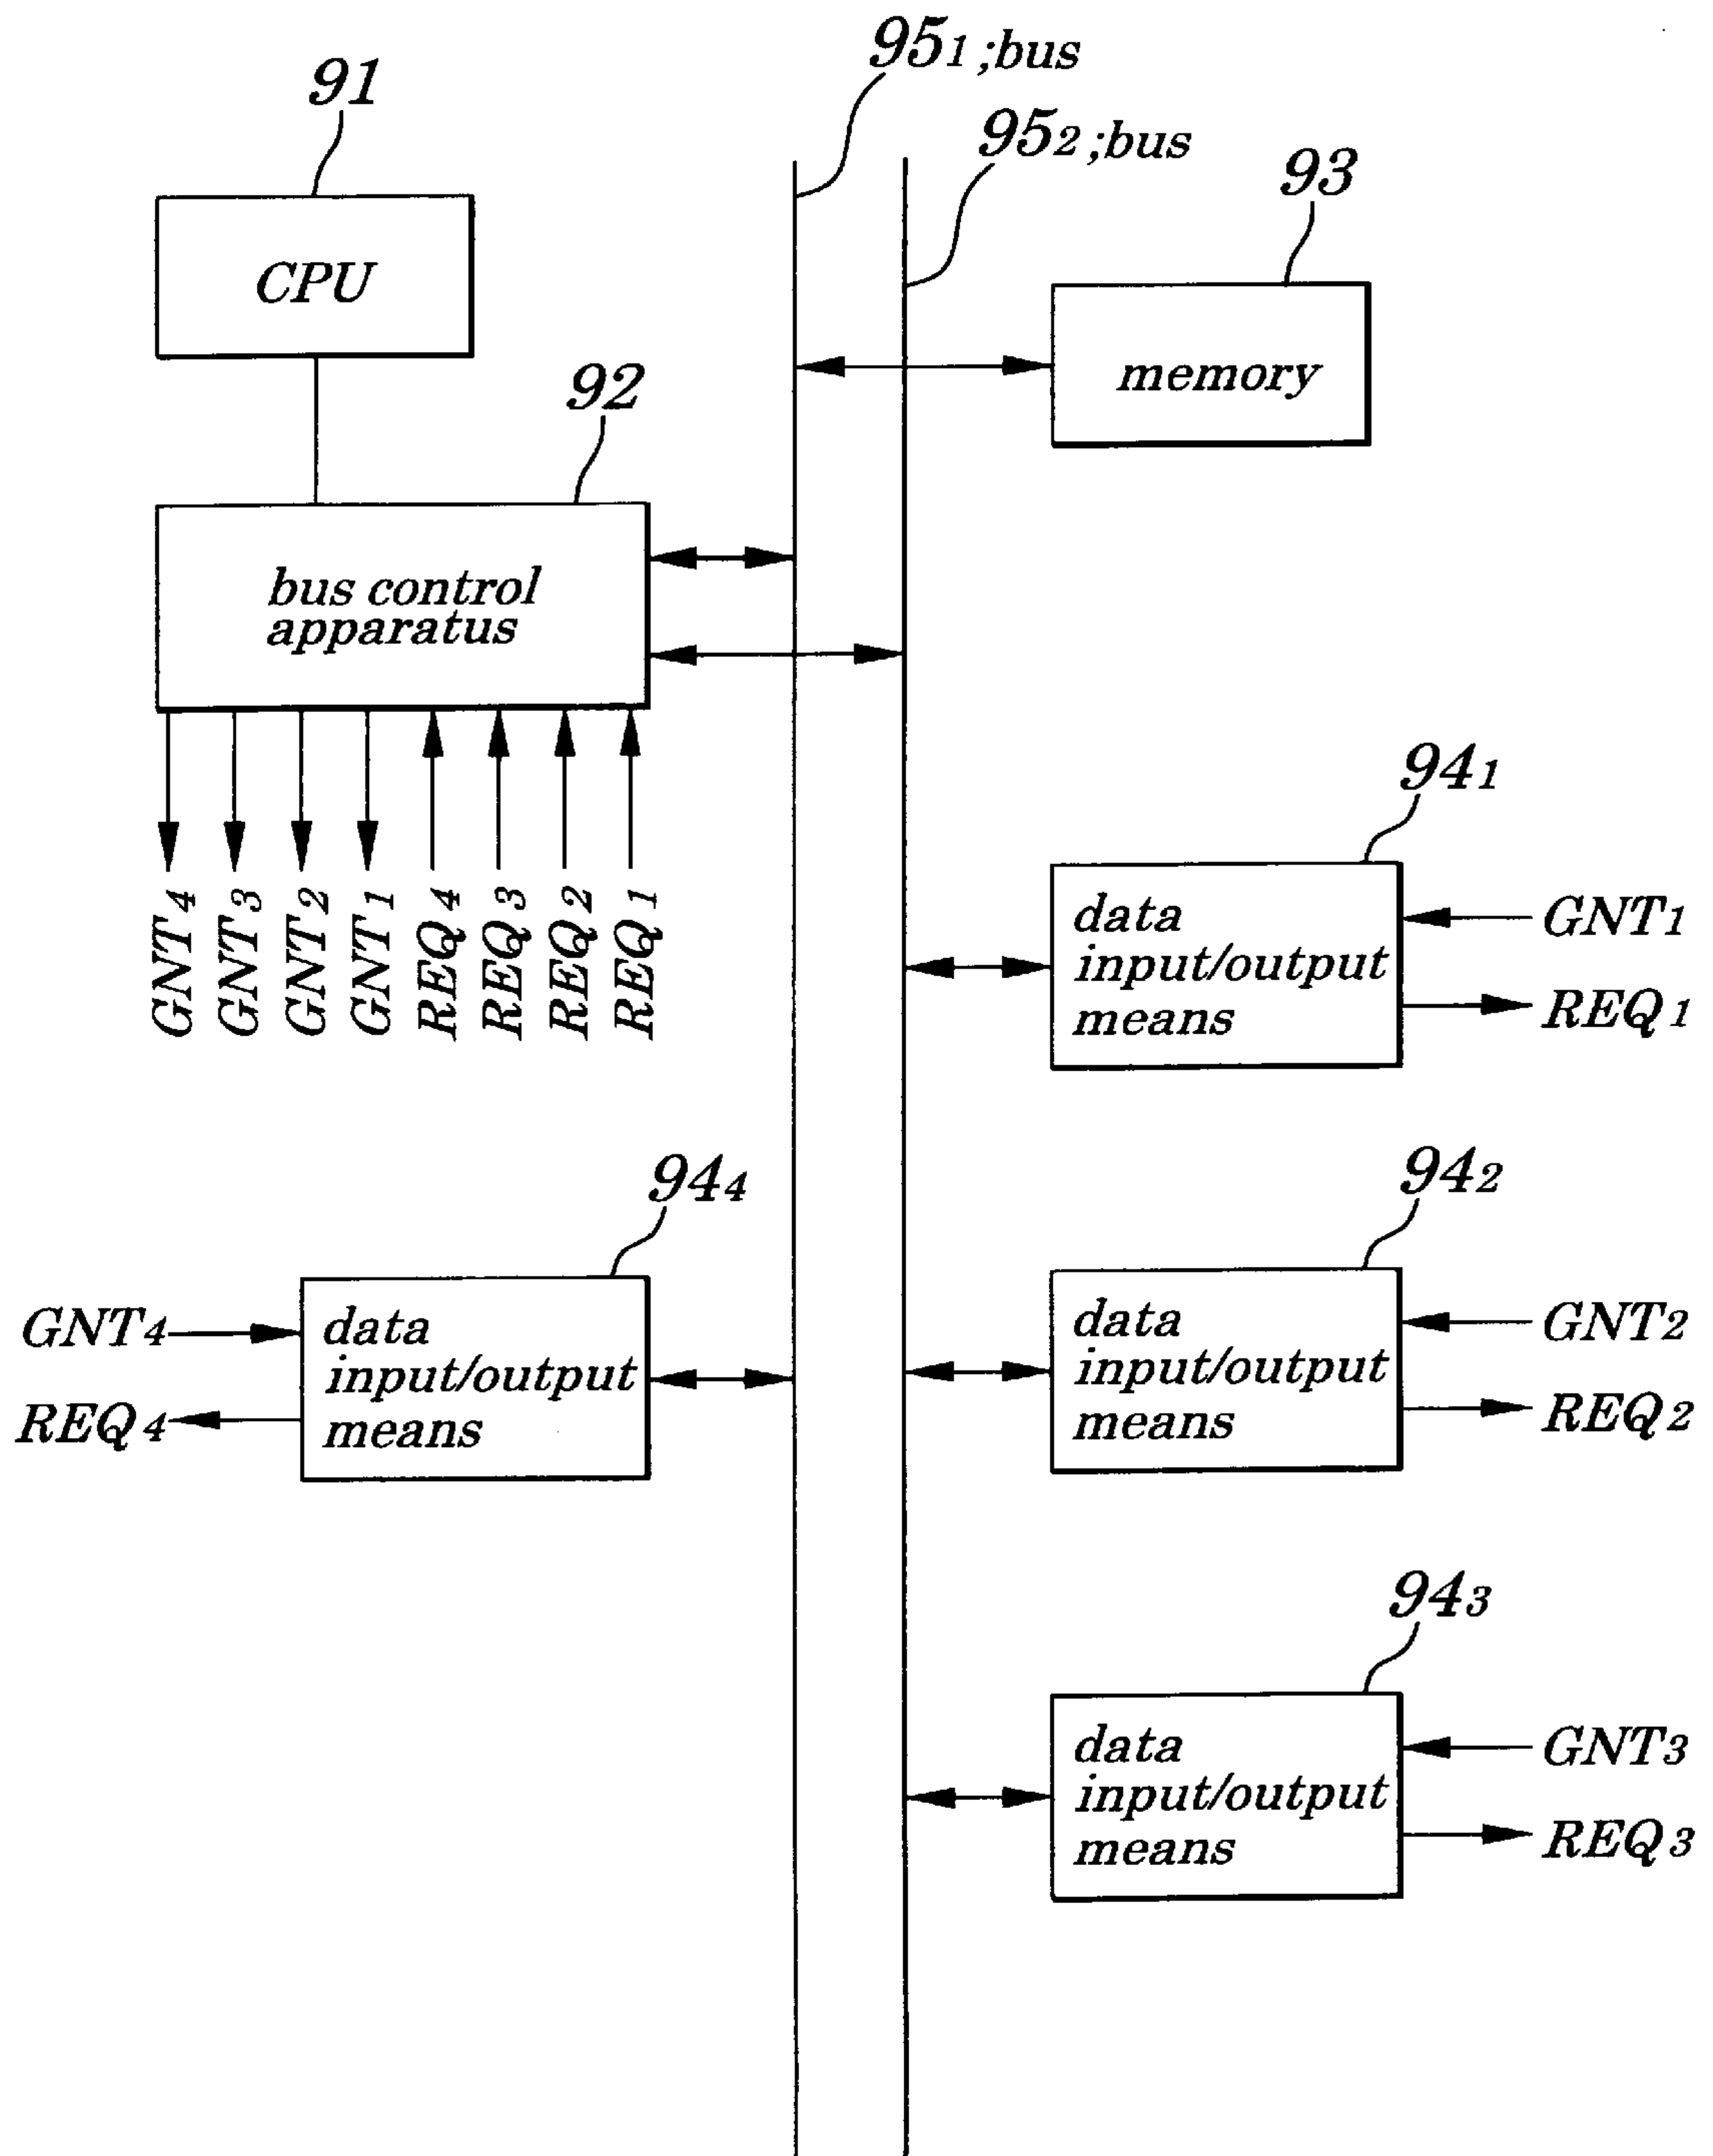 95₁ ;bus
91
95₂ ;bus
93
CPU
memory
92
bus control
apparatus
94₁
GNT₄
GNT₃
GNT₂
GNT₁
REQ₄
REQ₃
REQ₂
REQ₁
data
input/output
means
GNT₁
REQ₁
94₄
GNT₄
REQ₄
data
input/output
means
94₂
data
input/output
means
GNT₂
REQ₂
94₃
data
input/output
means
GNT₃
REQ₃